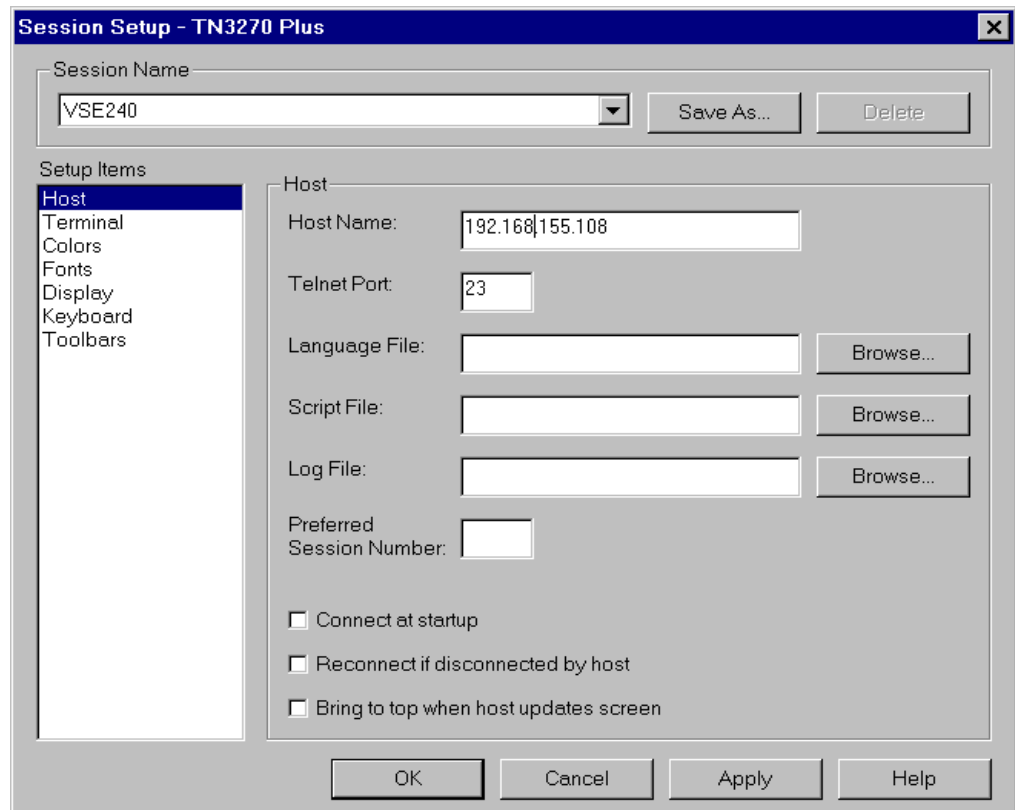 Session Setup - TN3270 Plus
Session Name
VSE240
Save As...
Delete
Setup Items
Host
Terminal
Colors
Fonts
Display
Keyboard
Toolbars
Host
Host Name:
192.168.155.108
Telnet Port:
23
Language File:
Browse...
Script File:
Browse...
Log File:
Browse...
Preferred
Session Number:
Connect at startup
Reconnect if disconnected by host
Bring to top when host updates screen
OK
Cancel
Apply
Help